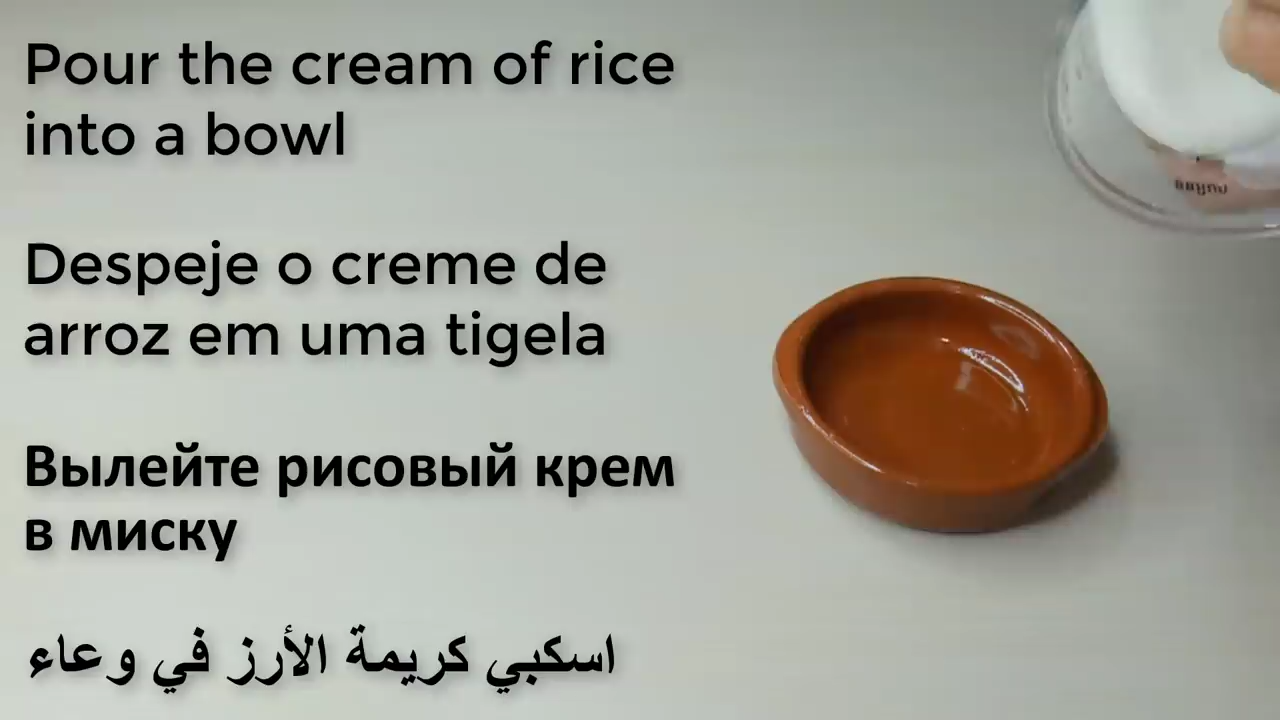 Pour the cream of rice
into a bowl
Despeje o creme de
arroz em uma tigela
Вылейте рисовый крем
в миску
اسكبي كريمة الأرز في وعاء